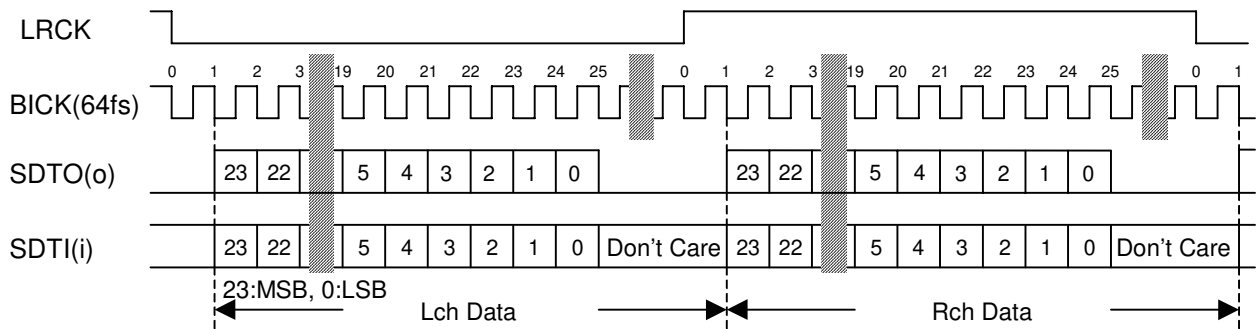 LRCK
0 1 2 3 19 20 21 22 23 24 25 0 1 2 3 19 20 21 22 23 24 25 0 1
BICK(64fs)
SDTO(o) 23 22 5 4 3 2 1 0 23 22 5 4 3 2 1 0
SDTI(i) 23 22 5 4 3 2 1 0 Don't Care 23 22 5 4 3 2 1 0 Don't Care
23:MSB, 0:LSB
Lch Data Rch Data